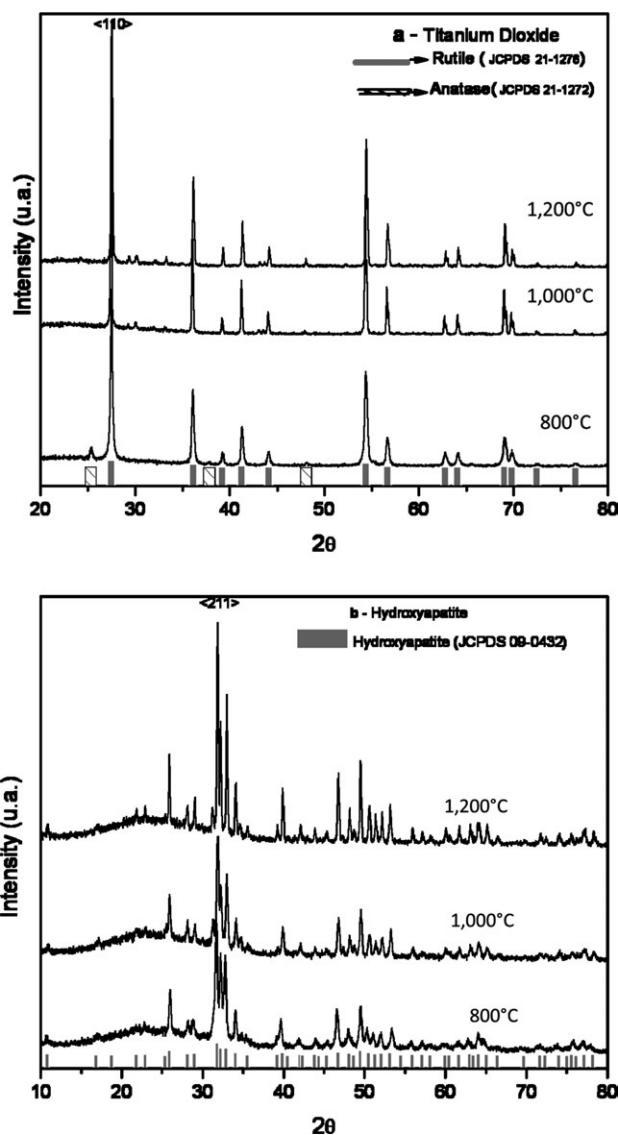 <110>
a - Titanium Dioxide
Rutile ( JCPDS 21-1276)
Anatase( JCPDS 21-1272)
Intensity (u.a.)
1,200°C
1,000°C
800°C
20 30 40 50 60 70 80
2θ
<211>
b - Hydroxyapatite
Hydroxyapatite (JCPDS 09-0432)
Intensity (u.a.)
1,200°C
1,000°C
800°C
10 20 30 40 50 60 70 80
2θ